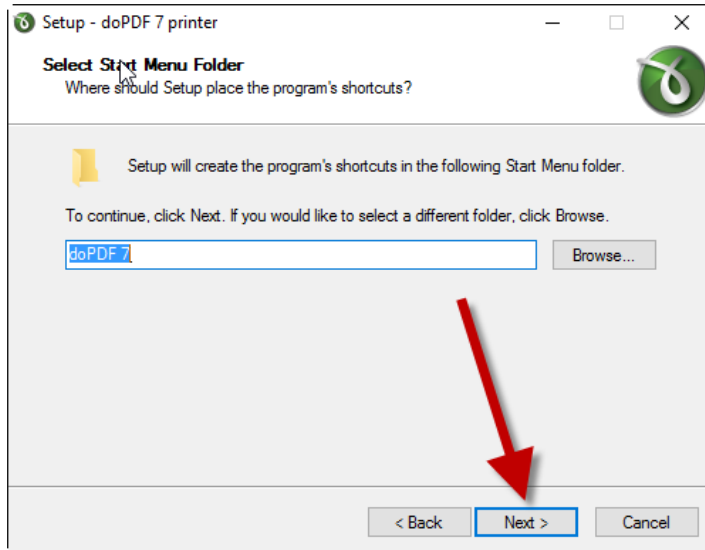 Setup - doPDF 7 printer
Select Start Menu Folder
Where should Setup place the program's shortcuts?
Setup will create the program's shortcuts in the following Start Menu folder.
To continue, click Next. If you would like to select a different folder, click Browse.
doPDF 7
Browse...
< Back
Next >
Cancel